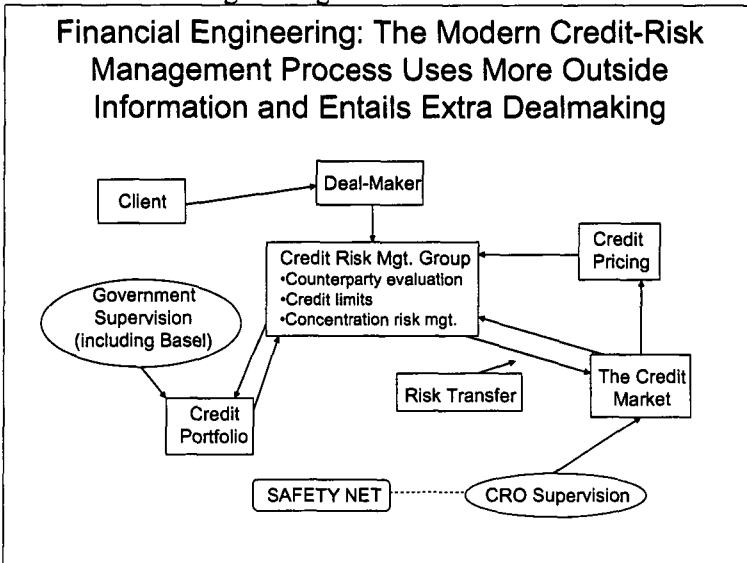 Financial Engineering: The Modern Credit-Risk
Management Process Uses More Outside
Information and Entails Extra Dealmaking
Client
Deal-Maker
Credit Risk Mgt. Group
•Counterparty evaluation
•Credit limits
•Concentration risk mgt.
Credit
Pricing
Government
Supervision
(including Basel)
Credit
Portfolio
Risk Transfer
The Credit
Market
SAFETY NET
CRO Supervision